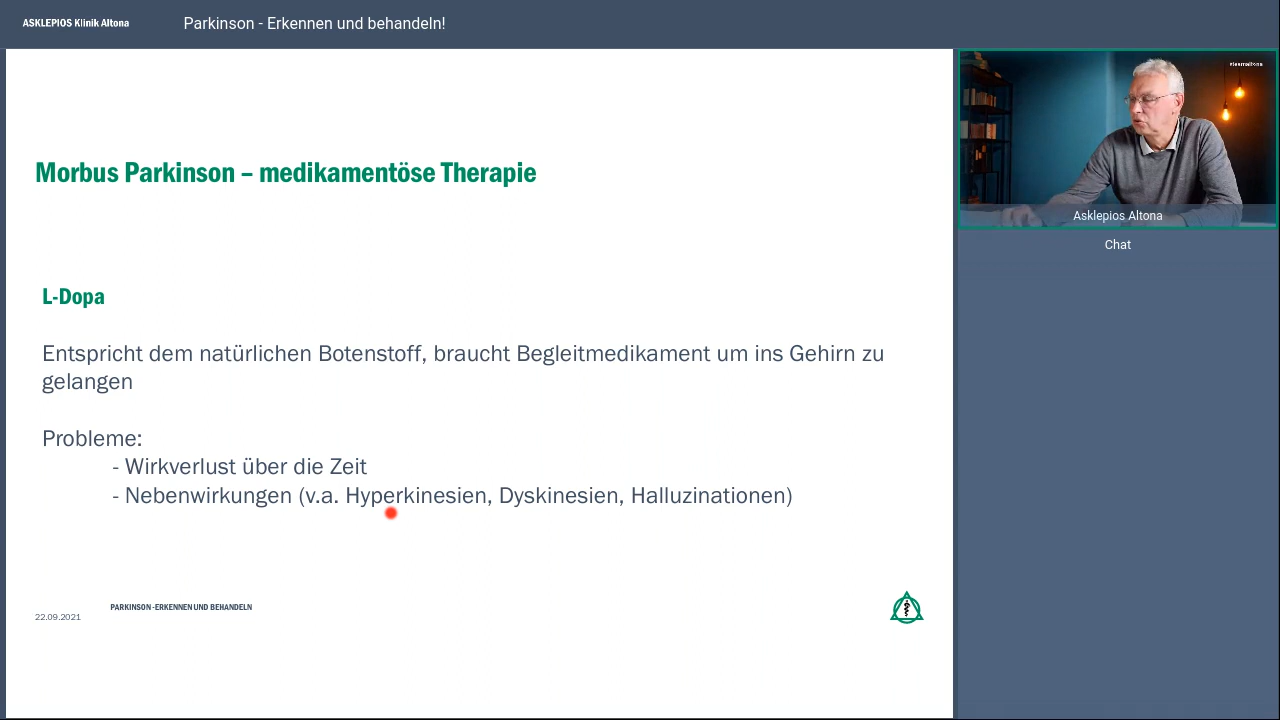 ASKLEPIOS Klinik Altona
Parkinson - Erkennen und behandeln!
Morbus Parkinson – medikamentöse Therapie
L-Dopa
Entspricht dem natürlichen Botenstoff, braucht Begleitmedikament um ins Gehirn zu
gelangen
Probleme:
- Wirkverlust über die Zeit
- Nebenwirkungen (v.a. Hyperkinesien, Dyskinesien, Halluzinationen)
22.09.2021
PARKINSON -ERKENNEN UND BEHANDELN
#teamaltona
Asklepios Altona
Chat